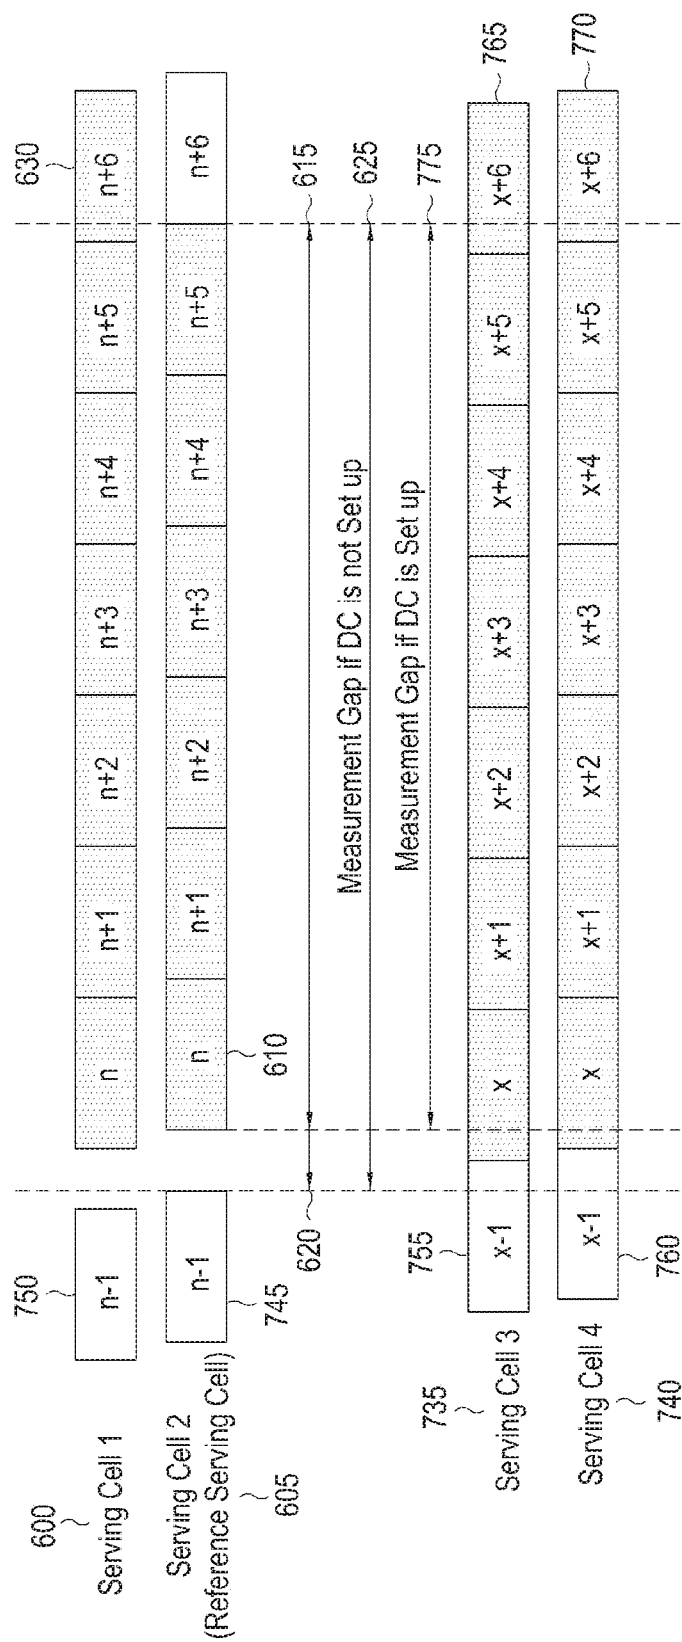 600
Serving Cell 1
750
n-1
n
n+1
n+2
n+3
n+4
n+5
n+6
630
Serving Cell 2
(Reference Serving Cell)
605
n-1
745
n
610
n+1
n+2
n+3
n+4
n+5
n+6
620
615
Measurement Gap if DC is not Set up
625
Measurement Gap if DC is Set up
775
735
Serving Cell 3
755
x-1
x
x+1
x+2
x+3
x+4
x+5
x+6
765
Serving Cell 4
740
x-1
760
x
x+1
x+2
x+3
x+4
x+5
x+6
770